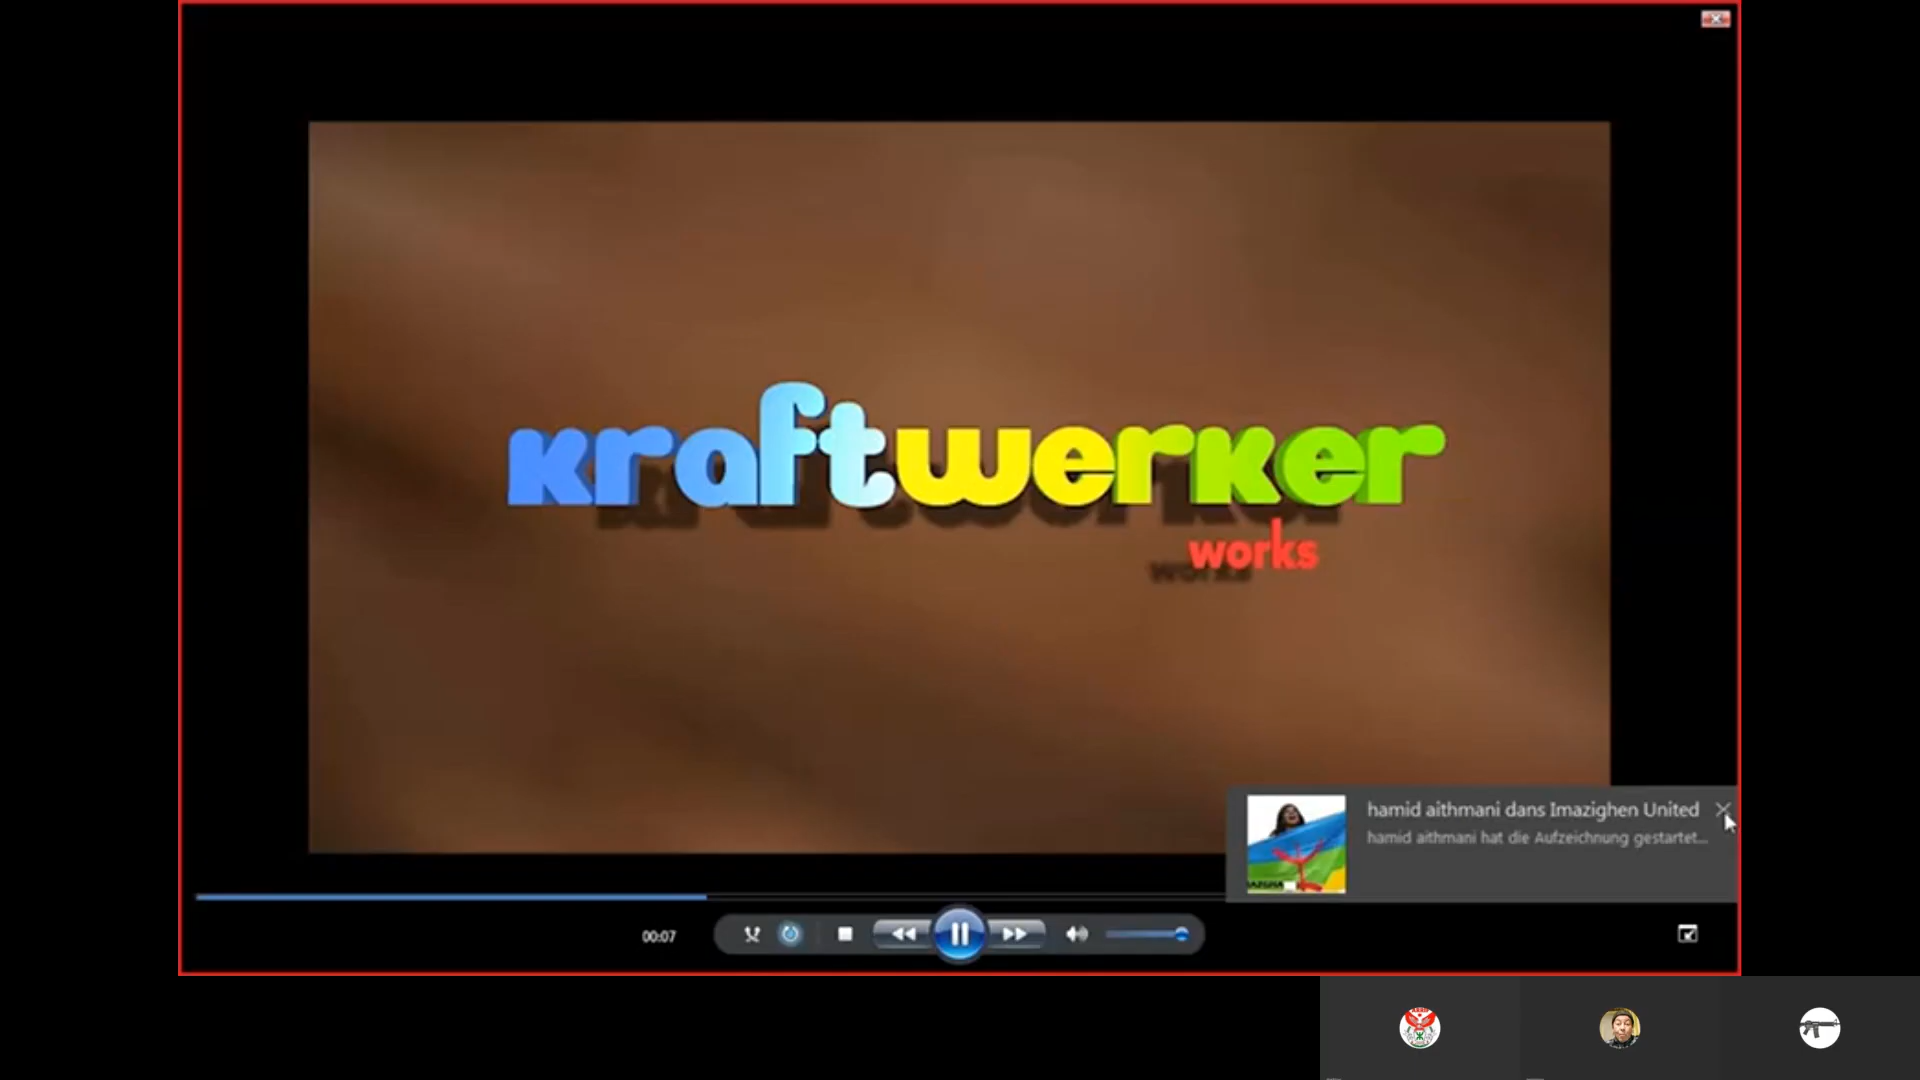 kraftwerker
works
hamid aithmani dans Imazighen United
hamid aithmani hat die Aufzeichnung gestartet...
00:07